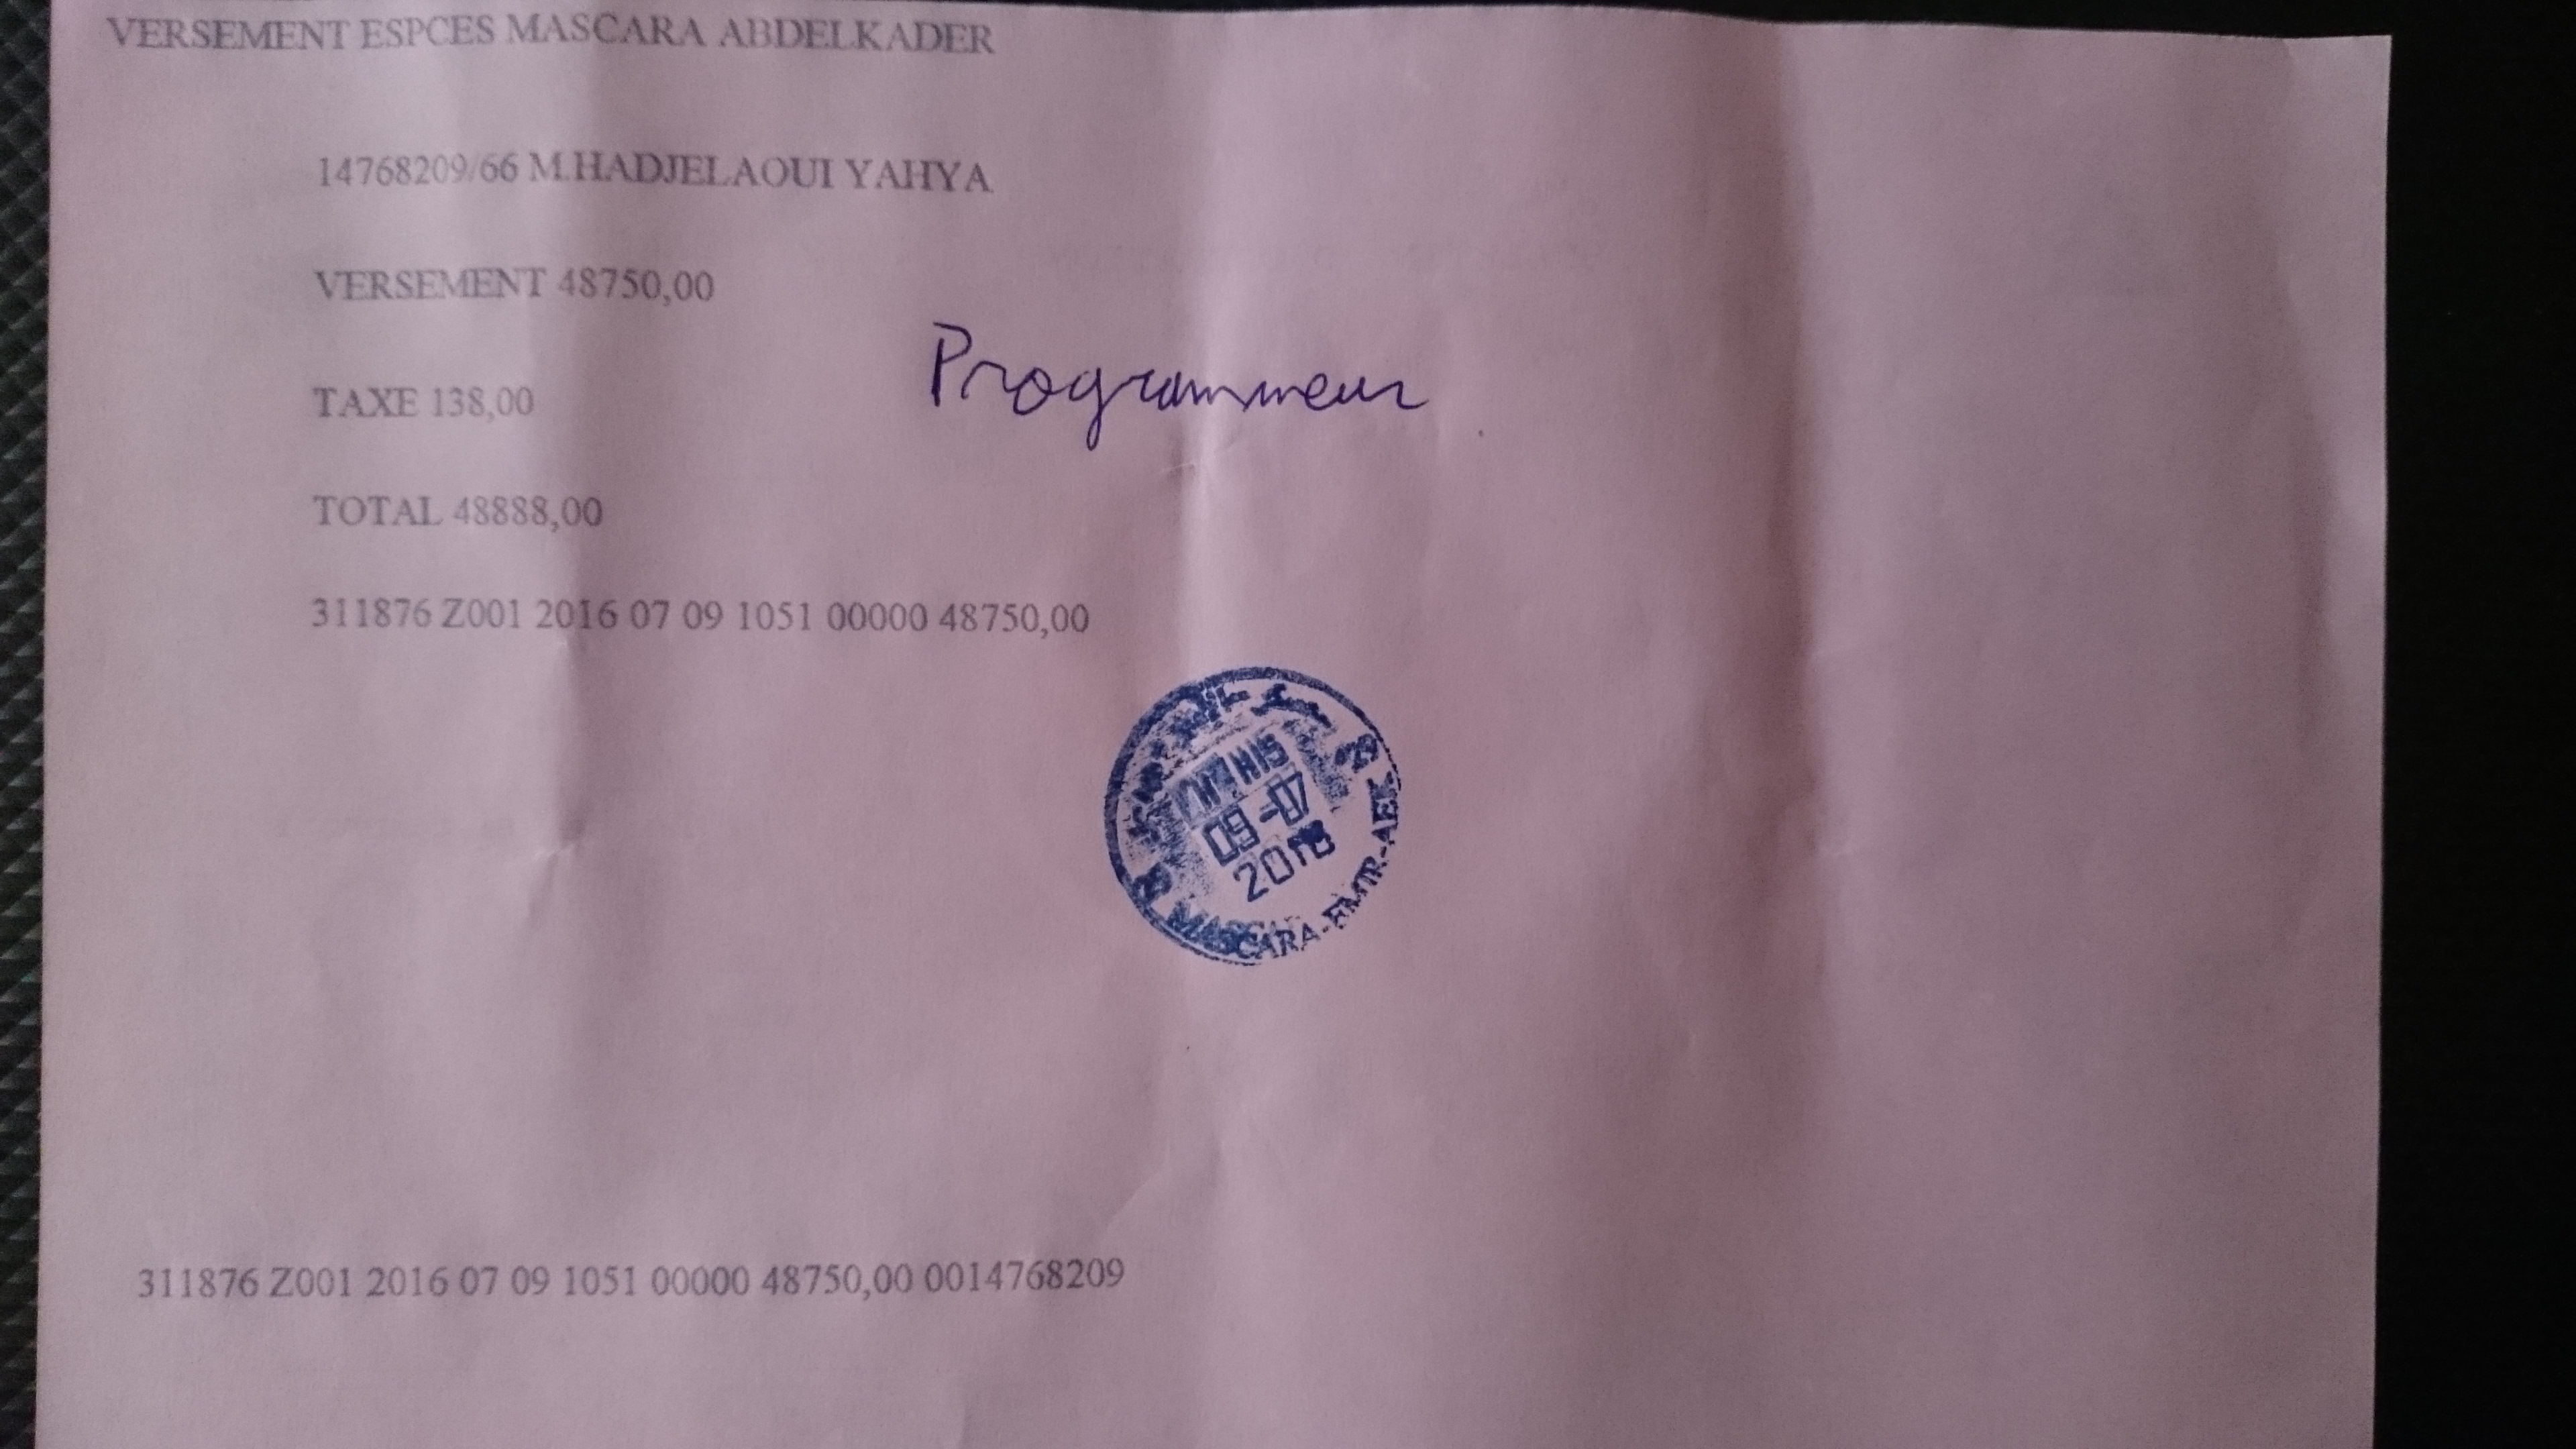 VERSEMENT ESPCES MASCARA ABDELKADER
14768209/66 M.HADJELAOUI YAHYA
VERSEMENT 48750,00
Programmeur
TAXE 138,00
TOTAL 48888,00
311876 Z001 2016 07 09 1051 00000 48750,00
09-07
MASCARA-EMIR-AEK
311876 Z001 2016 07 09 1051 00000 48750,00 0014768209